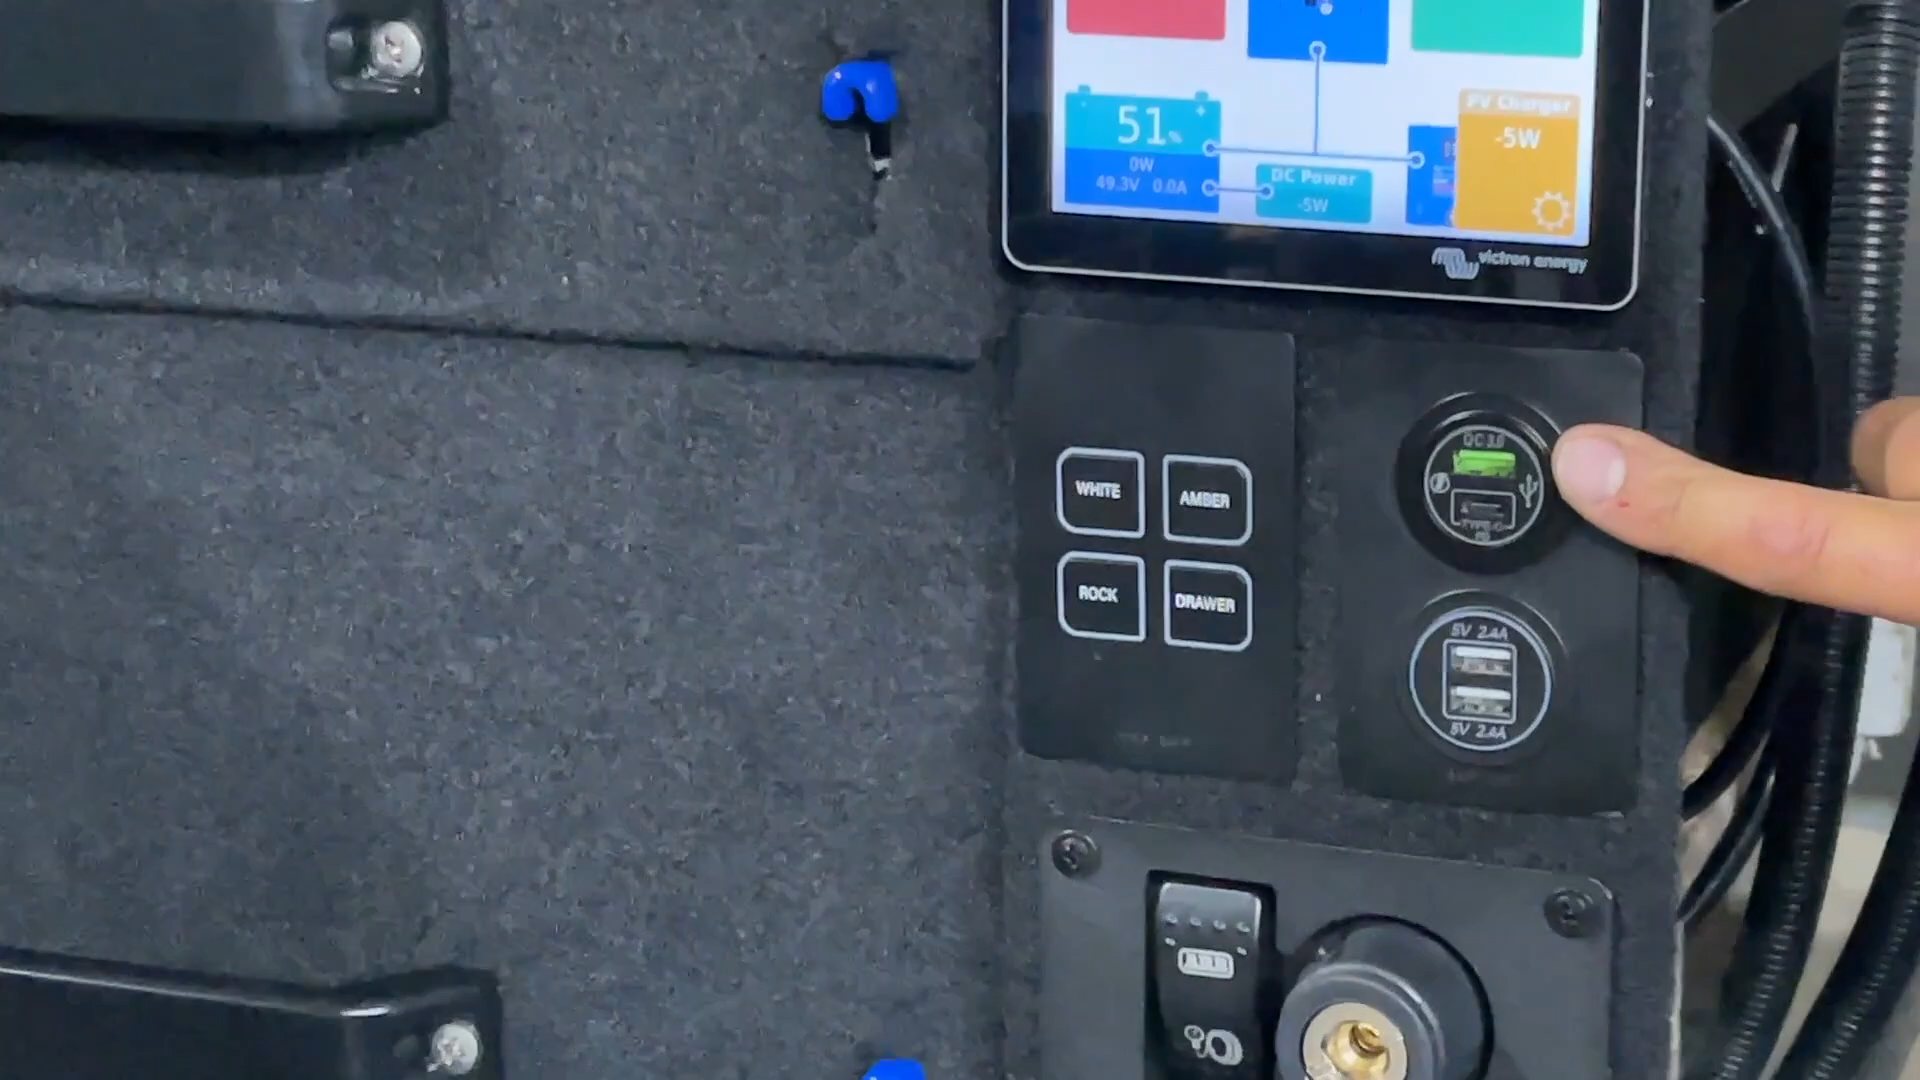 51%
0W
49.3V 0.0A
DC Power
-5W
PV Charger
-5W
victron energy
WHITE
AMBER
ROCK
DRAWER
QC 3.0
TYPE-C
PD
5V 2.4A
5V 2.4A